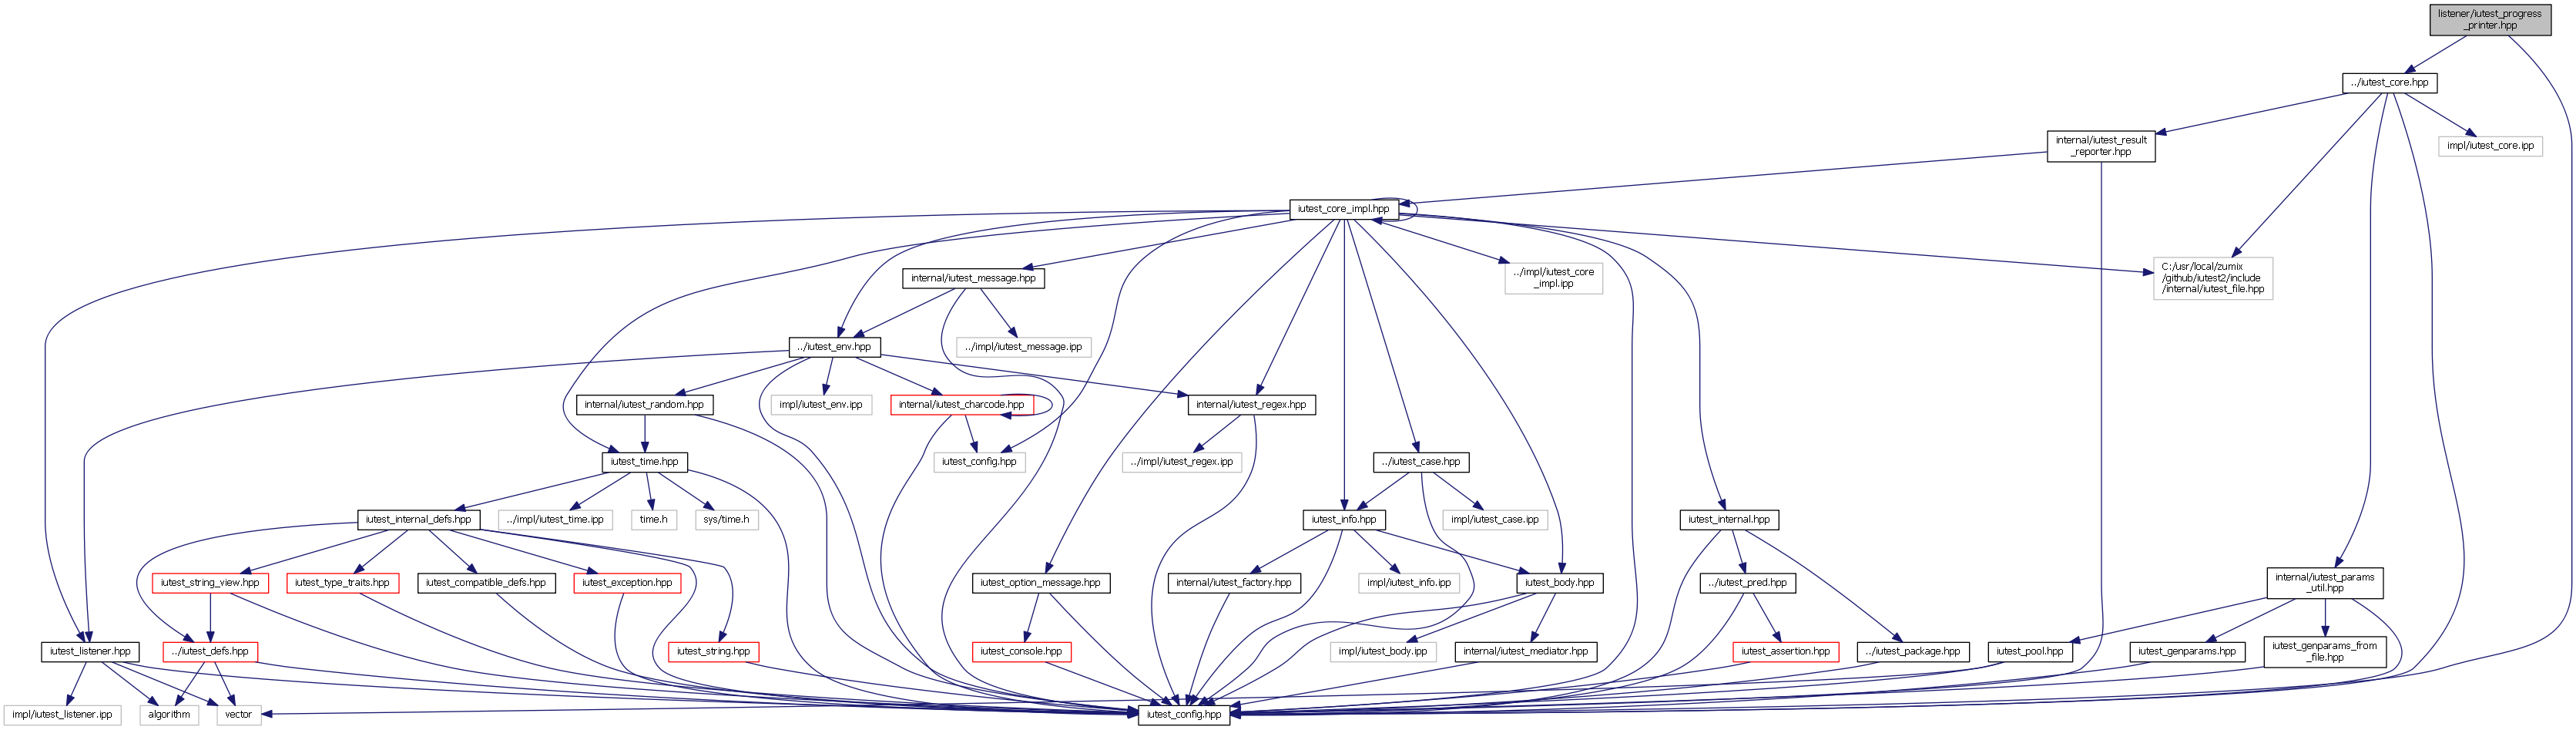 listener/iutest_progress
_printer.hpp
../iutest_core.hpp
internal/iutest_result
_reporter.hpp
impl/iutest_core.ipp
iutest_core_impl.hpp
internal/iutest_message.hpp
../impl/iutest_core
_impl.ipp
C:/usr/local/zumix
/github/iutest2/include
/internal/iutest_file.hpp
../iutest_env.hpp
../impl/iutest_message.ipp
internal/iutest_random.hpp
impl/iutest_env.ipp
internal/iutest_charcode.hpp
internal/iutest_regex.hpp
iutest_time.hpp
iutest_config.hpp
../impl/iutest_regex.ipp
../iutest_case.hpp
iutest_internal_defs.hpp
../impl/iutest_time.ipp
time.h
sys/time.h
iutest_info.hpp
impl/iutest_case.ipp
iutest_internal.hpp
iutest_string_view.hpp
iutest_type_traits.hpp
iutest_compatible_defs.hpp
iutest_exception.hpp
iutest_option_message.hpp
internal/iutest_factory.hpp
impl/iutest_info.ipp
iutest_body.hpp
../iutest_pred.hpp
internal/iutest_params
_util.hpp
iutest_listener.hpp
../iutest_defs.hpp
iutest_string.hpp
iutest_console.hpp
impl/iutest_body.ipp
internal/iutest_mediator.hpp
iutest_assertion.hpp
../iutest_package.hpp
iutest_pool.hpp
iutest_genparams.hpp
iutest_genparams_from
_file.hpp
impl/iutest_listener.ipp
algorithm
vector
iutest_config.hpp